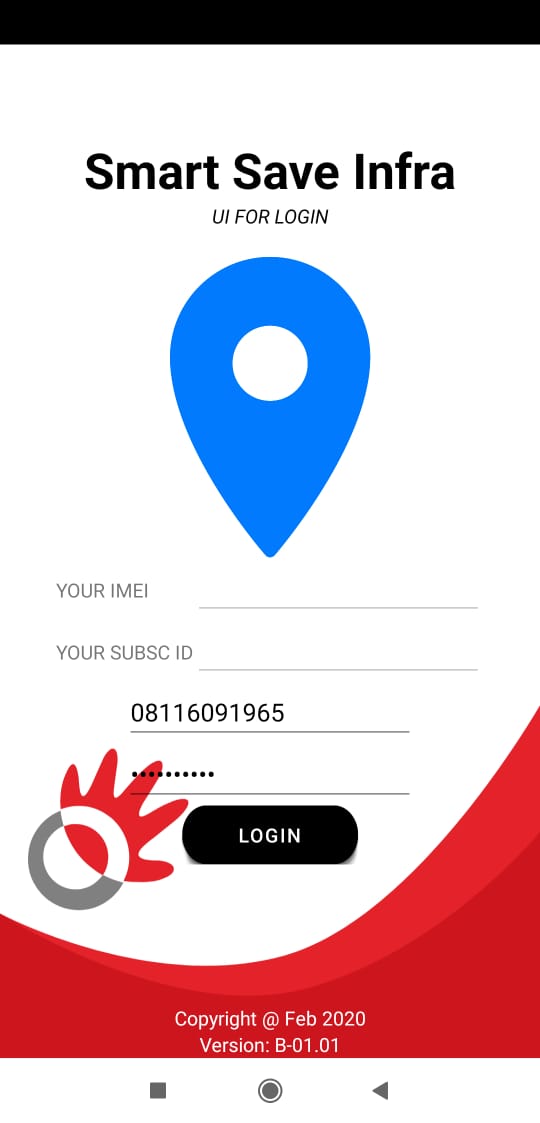 Smart Save Infra
UI FOR LOGIN
YOUR IMEI
YOUR SUBSC ID
08116091965
••••••••••
LOGIN
Copyright @ Feb 2020
Version: B-01.01